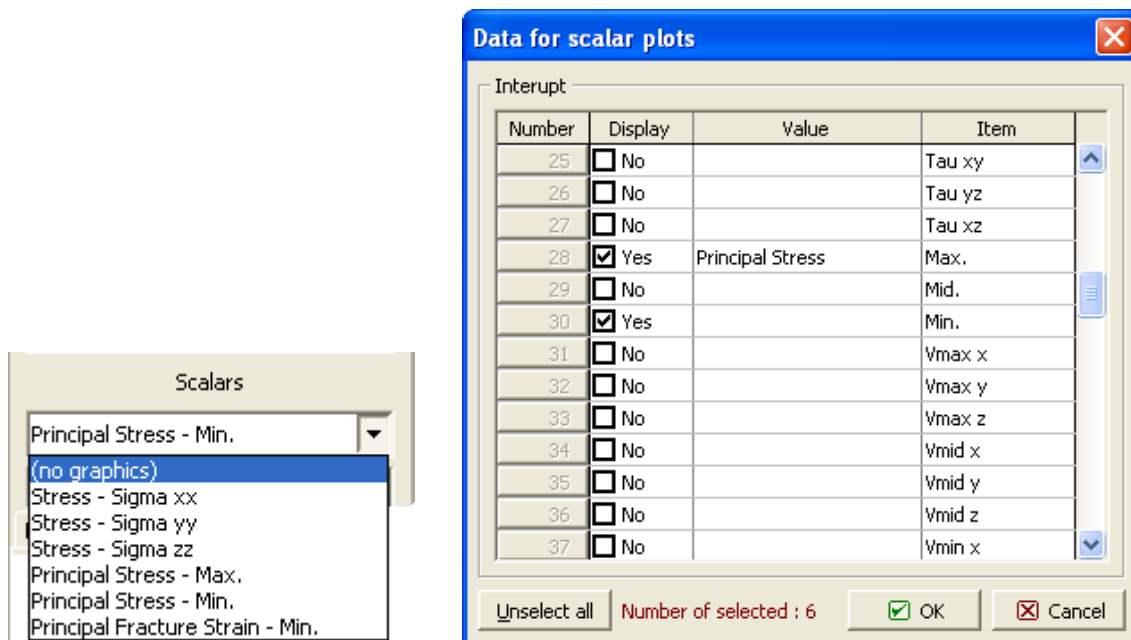 Scalars
Principal Stress - Min.
(no graphics)
Stress - Sigma xx
Stress - Sigma yy
Stress - Sigma zz
Principal Stress - Max.
Principal Stress - Min.
Principal Fracture Strain - Min.
Data for scalar plots
Interupt
Number Display Value Item
25 No Tau xy
26 No Tau yz
27 No Tau xz
28 Yes Principal Stress Max.
29 No Mid.
30 Yes Min.
31 No Vmax x
32 No Vmax y
33 No Vmax z
34 No Vmid x
35 No Vmid y
36 No Vmid z
37 No Vmin x
Unselect all Number of selected : 6 OK Cancel